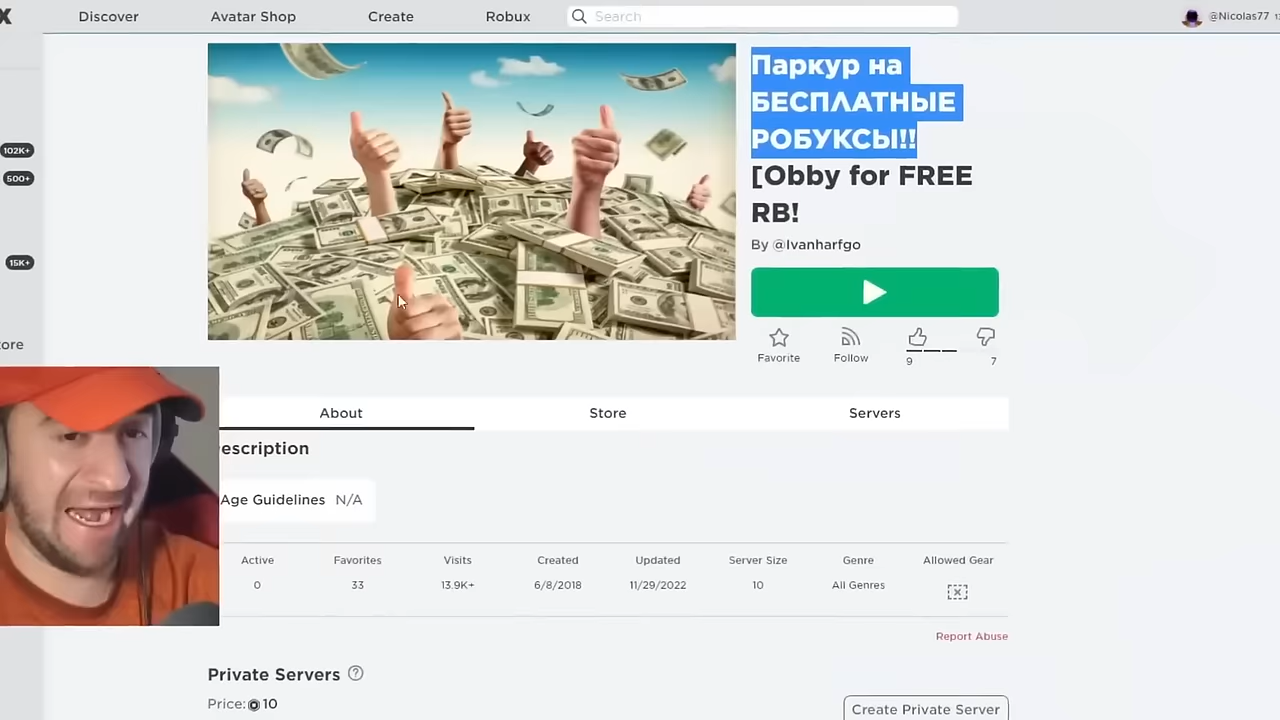 X
Discover
Avatar Shop
Create
Robux
Search
@Nicolas77
102K+
500+
15K+
Паркур на
БЕСПЛАТНЫЕ
РОБУКСЫ!!
[Obby for FREE
RB!
By @Ivanharfgo
Favorite
Follow
9
7
ore
About
Store
Servers
escription
Age Guidelines N/A
Active
Favorites
Visits
Created
Updated
Server Size
Genre
Allowed Gear
0
33
13.9K+
6/8/2018
11/29/2022
10
All Genres
Report Abuse
Private Servers
Price: 10
Create Private Server